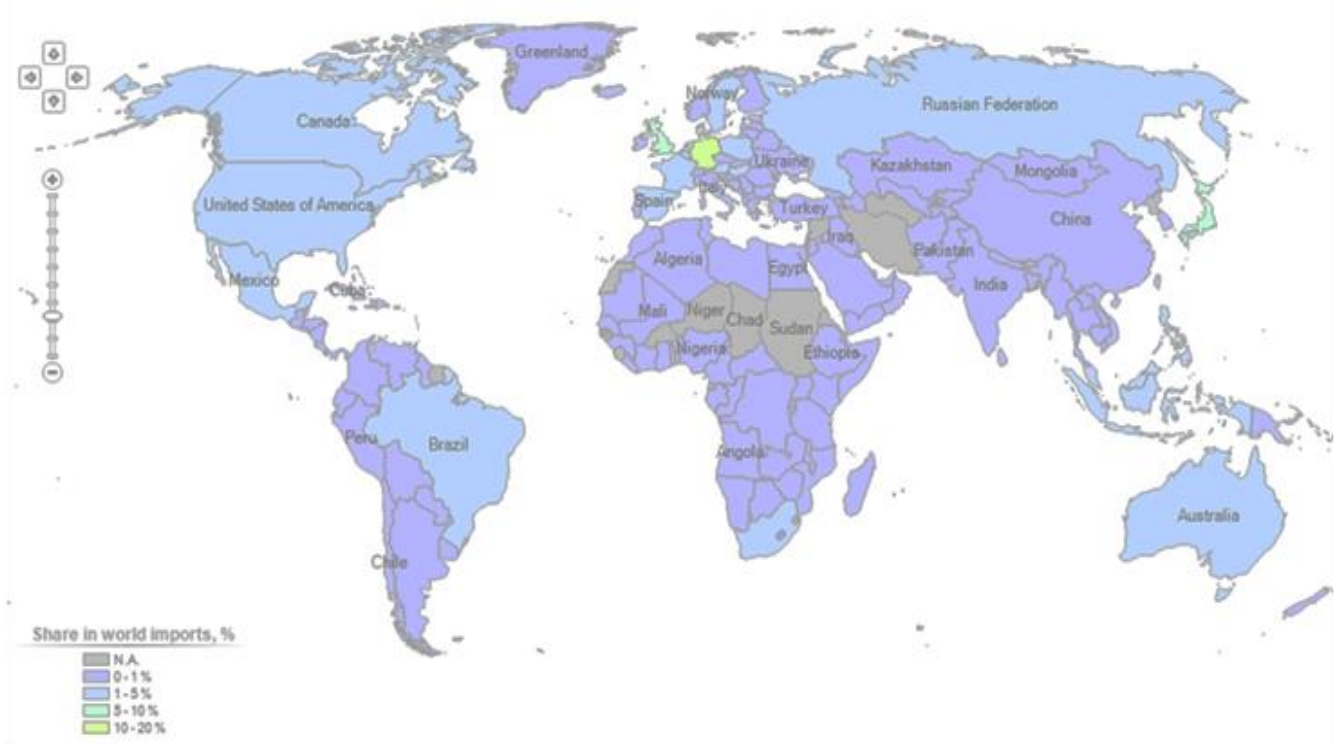 Greenland
Norway
Russian Federation
Canada
Ukraine
Kazakhstan
Mongolia
Italy
United States of America
Spain
Turkey
China
Iraq
Pakistan
Algeria
Egypt
Mexico
India
Cuba
Mali
Niger
Chad
Sudan
Nigeria
Ethiopia
Peru
Brazil
Angola
Australia
Chile
Share in world imports, %
N.A.
0 - 1 %
1 - 5 %
5 - 10 %
10 - 20 %